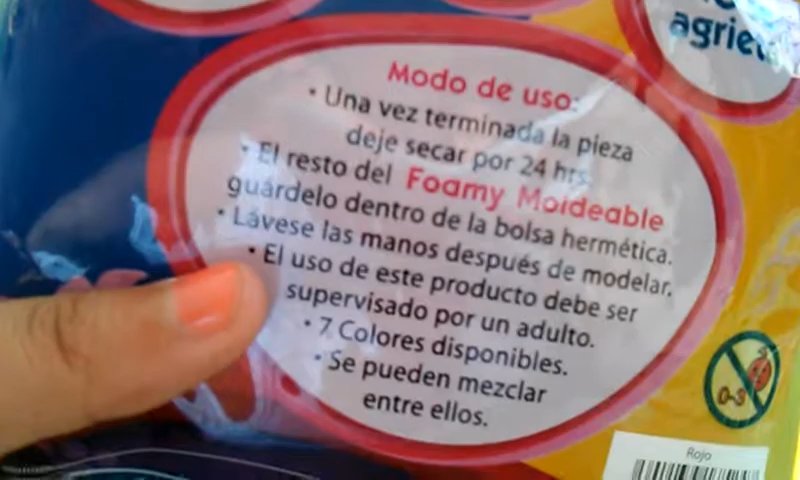 agriet
Modo de uso:
• Una vez terminada la pieza
deje secar por 24 hrs.
• El resto del Foamy Moldeable
guárdelo dentro de la bolsa hermética.
• Lávese las manos después de modelar.
• El uso de este producto debe ser
supervisado por un adulto.
• 7 Colores disponibles.
• Se pueden mezclar
entre ellos.
0-3
Rojo